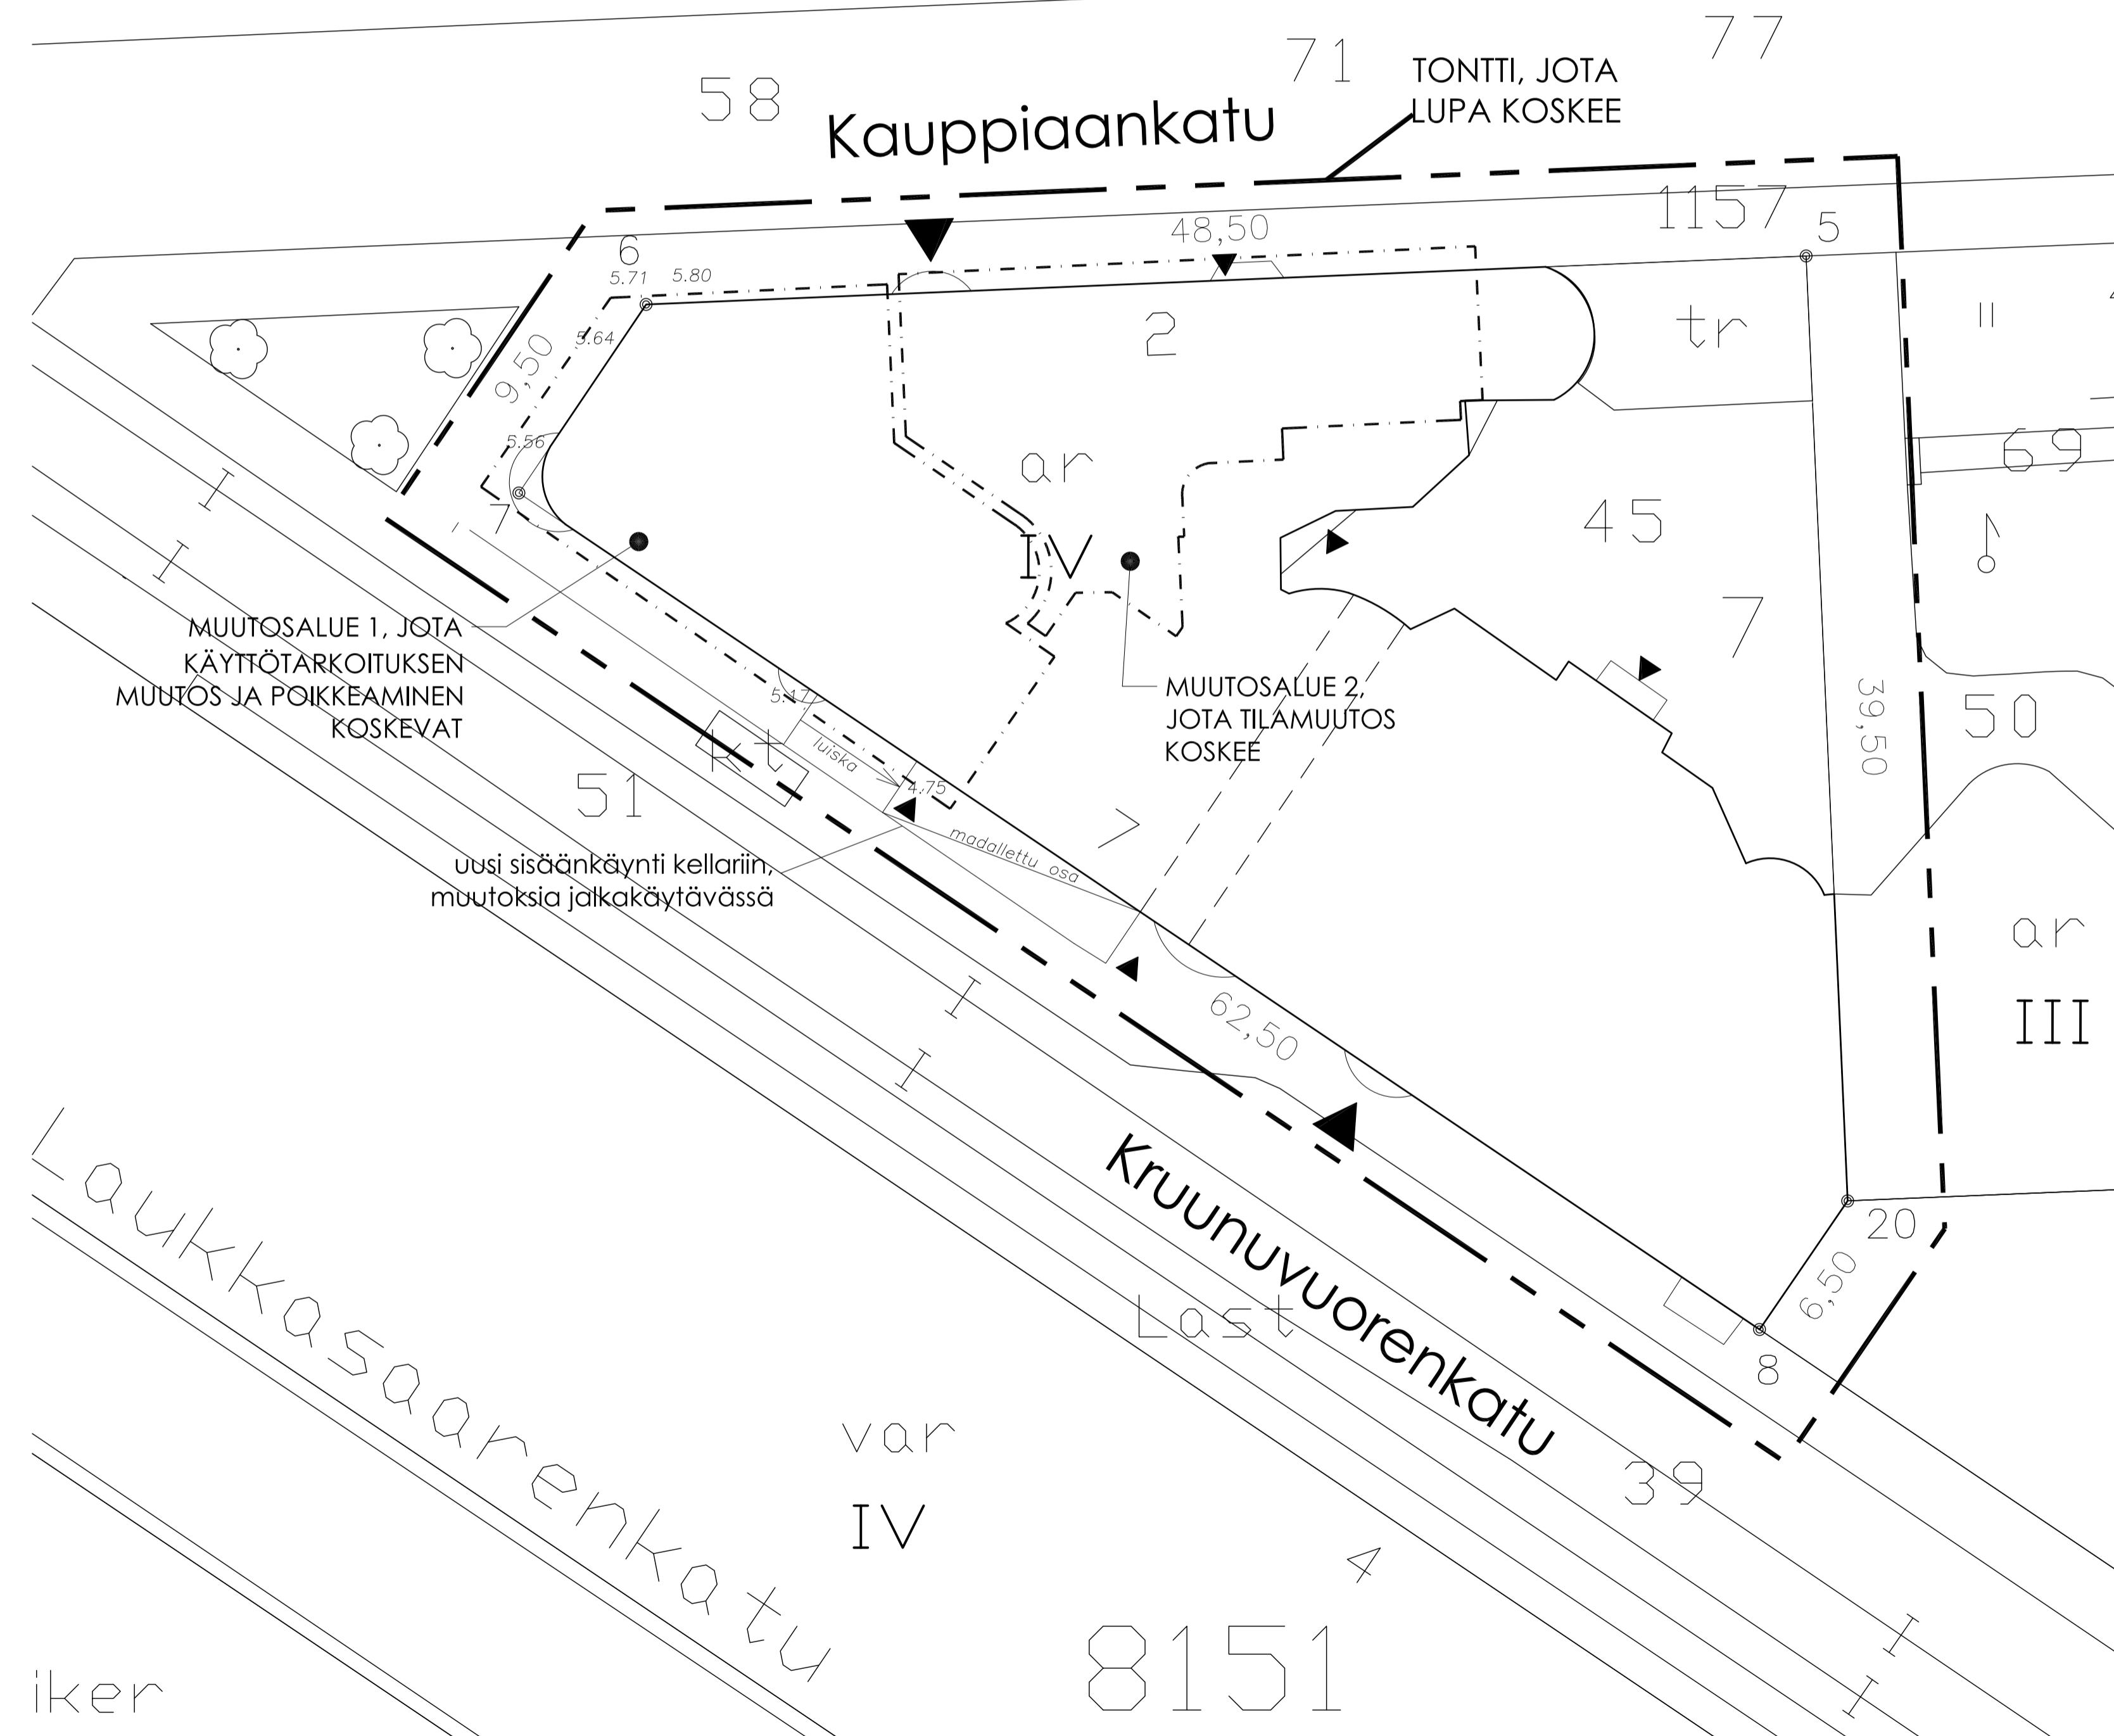 77
71
TONTTI, JOTA
LUPA KOSKEE
58
Kauppiaankatu
1157
5
48,50
6
5.71
5.80
2
tr
5.64
9,50
5.56
ar
69
7
45
IV
MUUTOSALUE 1, JOTA
KÄYTTÖTARKOITUKSEN
MUUTOS JA POIKKEAMINEN
KOSKEVAT
7
39,50
50
MUUTOSALUE 2,
JOTA TILAMUUTOS
KOSKEE
5.17
kt
luiska
51
4.75
7
madallettu osa
uusi sisäänkäynti kellariin,
muutoksia jalkakäytävässä
ar
III
62,50
20
6,50
8
Kruunuvuorenkatu
Last
Laukkasaarenkatu
var
IV
39
4
8151
iker